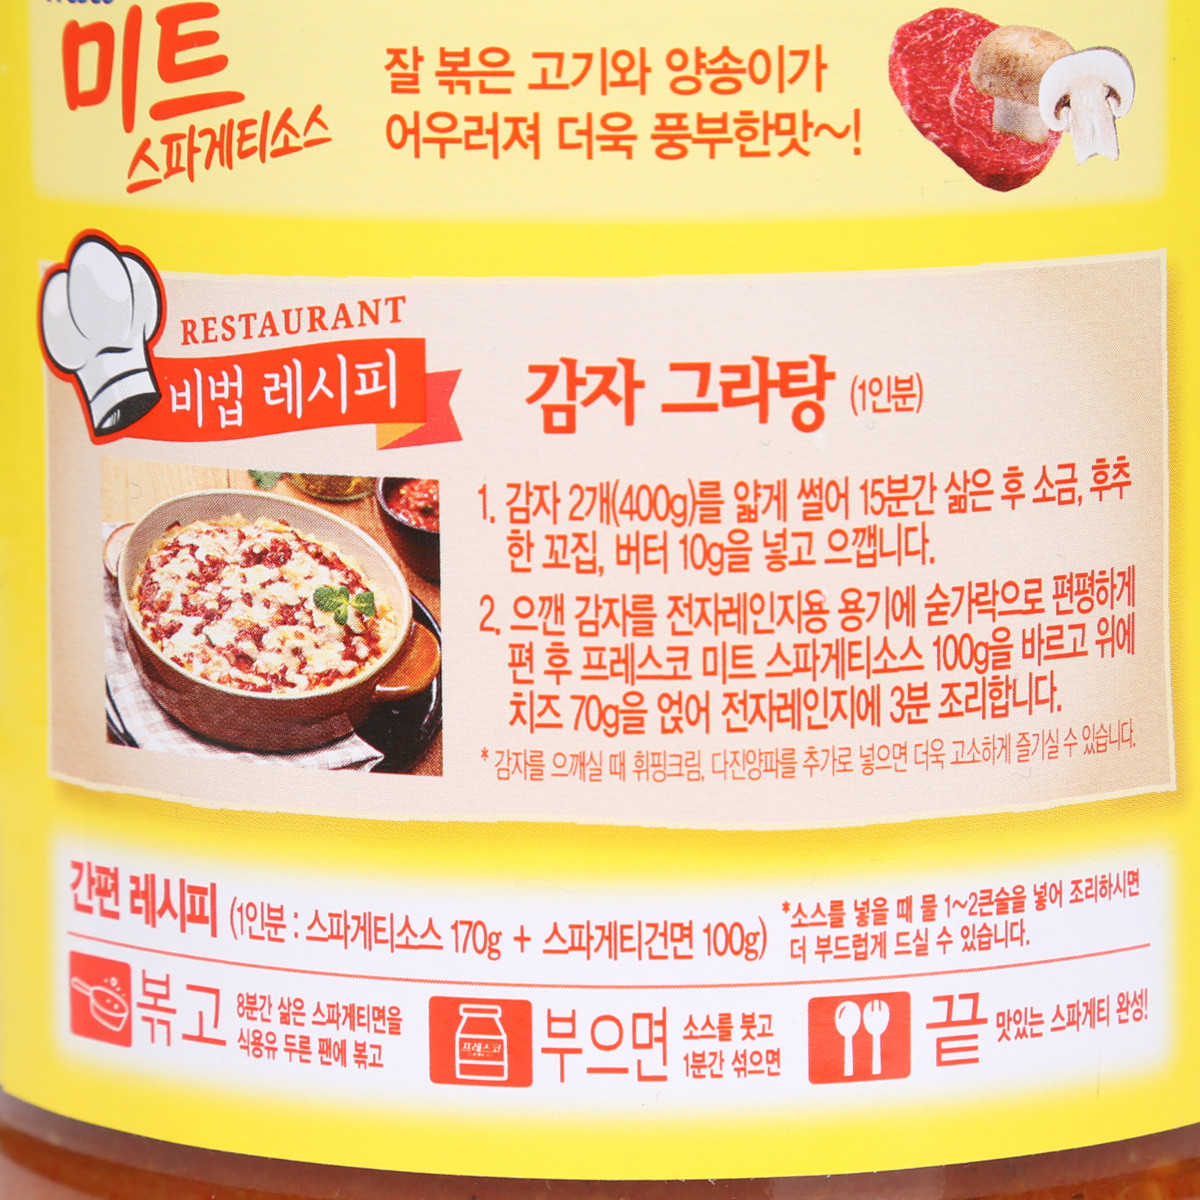 미트
스파게티소스
잘 볶은 고기와 양송이가
어우러져 더욱 풍부한맛~!
RESTAURANT
비법 레시피
감자 그라탕 (1인분)
1. 감자 2개(400g)를 얇게 썰어 15분간 삶은 후 소금, 후추
한 꼬집, 버터 10g을 넣고 으깹니다.
2. 으깬 감자를 전자레인지용 용기에 숟가락으로 편평하게
편 후 프레스코 미트 스파게티소스 100g을 바르고 위에
치즈 70g을 얹어 전자레인지에 3분 조리합니다.
* 감자를 으깨실 때 휘핑크림, 다진양파를 추가로 넣으면 더욱 고소하게 즐기실 수 있습니다.
간편 레시피 (1인분 : 스파게티소스 170g + 스파게티건면 100g)
*소스를 넣을 때 물 1~2큰술을 넣어 조리하시면
더 부드럽게 드실 수 있습니다.
볶고
8분간 삶은 스파게티면을
식용유 두른 팬에 볶고
프레스코
부으면
소스를 붓고
1분간 섞으면
끝
맛있는 스파게티 완성!